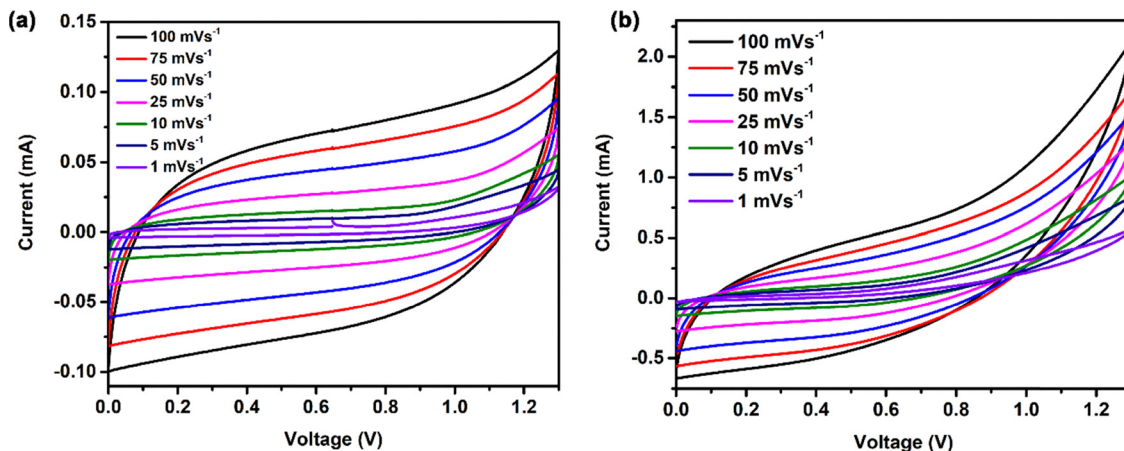 (a)
0.15
0.10
0.05
0.00
-0.05
-0.10
Current (mA)
100 mVs⁻¹
75 mVs⁻¹
50 mVs⁻¹
25 mVs⁻¹
10 mVs⁻¹
5 mVs⁻¹
1 mVs⁻¹
0.0 0.2 0.4 0.6 0.8 1.0 1.2
Voltage (V)
(b)
2.0
1.5
1.0
0.5
0.0
-0.5
Current (mA)
100 mVs⁻¹
75 mVs⁻¹
50 mVs⁻¹
25 mVs⁻¹
10 mVs⁻¹
5 mVs⁻¹
1 mVs⁻¹
0.0 0.2 0.4 0.6 0.8 1.0 1.2
Voltage (V)